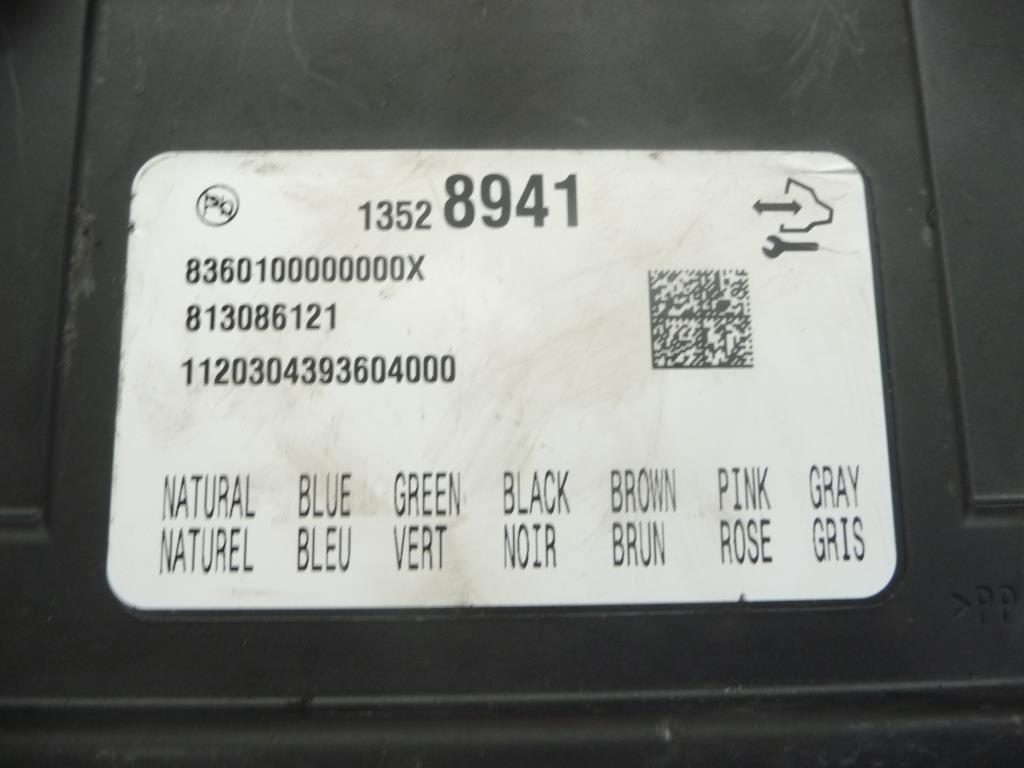 Pb
1352 8941
8360100000000X
813086121
1120304393604000
NATURAL BLUE GREEN BLACK BROWN PINK GRAY
NATUREL BLEU VERT NOIR BRUN ROSE GRIS
>PP